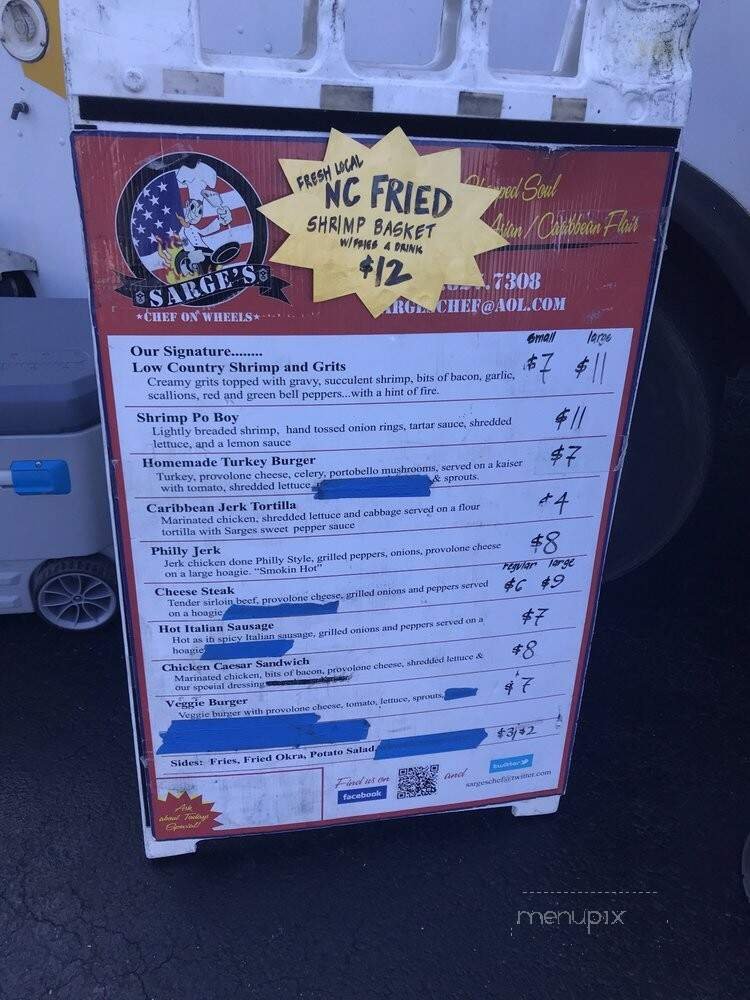 FRESH LOCAL
NC FRIED
SHRIMP BASKET
W/FRIES & DRINK
$12
Soul
Asian / Caribbean Flair
SARGE'S
★CHEF ON WHEELS★
.7308
CHEF@AOL.COM
small large
Our Signature........
Low Country Shrimp and Grits $7 $11
Creamy grits topped with gravy, succulent shrimp, bits of bacon, garlic,
scallions, red and green bell peppers...with a hint of fire.
Shrimp Po Boy $11
Lightly breaded shrimp, hand tossed onion rings, tartar sauce, shredded
lettuce, and a lemon sauce
Homemade Turkey Burger $7
Turkey, provolone cheese, celery, portobello mushrooms, served on a kaiser
with tomato, shredded lettuce, & sprouts.
Caribbean Jerk Tortilla $4
Marinated chicken, shredded lettuce and cabbage served on a flour
tortilla with Sarges sweet pepper sauce
Philly Jerk $8
Jerk chicken done Philly Style, grilled peppers, onions, provolone cheese
on a large hoagie. "Smokin Hot"
regular large
Cheese Steak $6 $9
Tender sirloin beef, provolone cheese, grilled onions and peppers served
on a hoagie
Hot Italian Sausage $7
Hot as in spicy Italian sausage, grilled onions and peppers served on a
hoagie
Chicken Caesar Sandwich $8
Marinated chicken, bits of bacon, provolone cheese, shredded lettuce &
our special dressing
Veggie Burger $7
Veggie burger with provolone cheese, tomato, lettuce, sprouts,
$3/$2
Sides: Fries, Fried Okra, Potato Salad
Ask
about Todays
Special!
Find us on
facebook
and
twitter
sargeschef@twitter.com
menupix